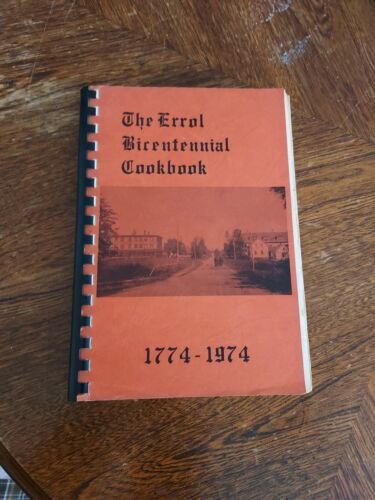 The Errol
Bicentennial
Cookbook
1774-1974